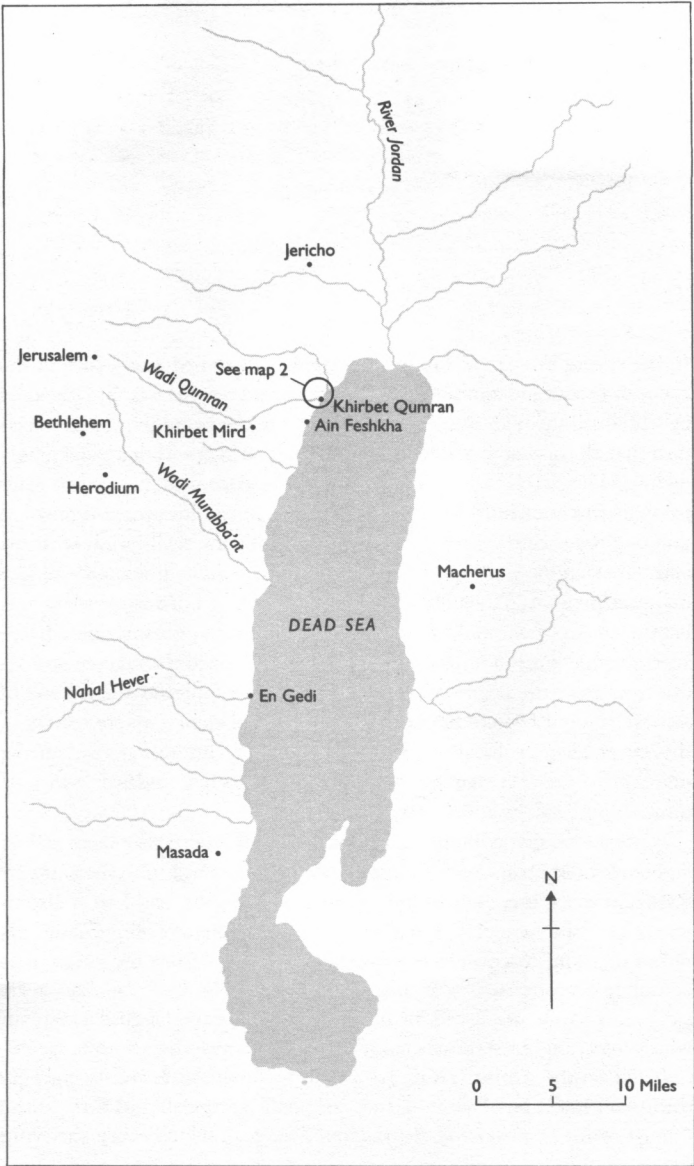 River Jordan
Jericho
Jerusalem
See map 2
Wadi Qumran
Khirbet Qumran
Bethlehem
Khirbet Mird
Ain Feshkha
Herodium
Wadi Murabba'at
Macherus
DEAD SEA
Nahal Hever
En Gedi
Masada
N
0 5 10 Miles